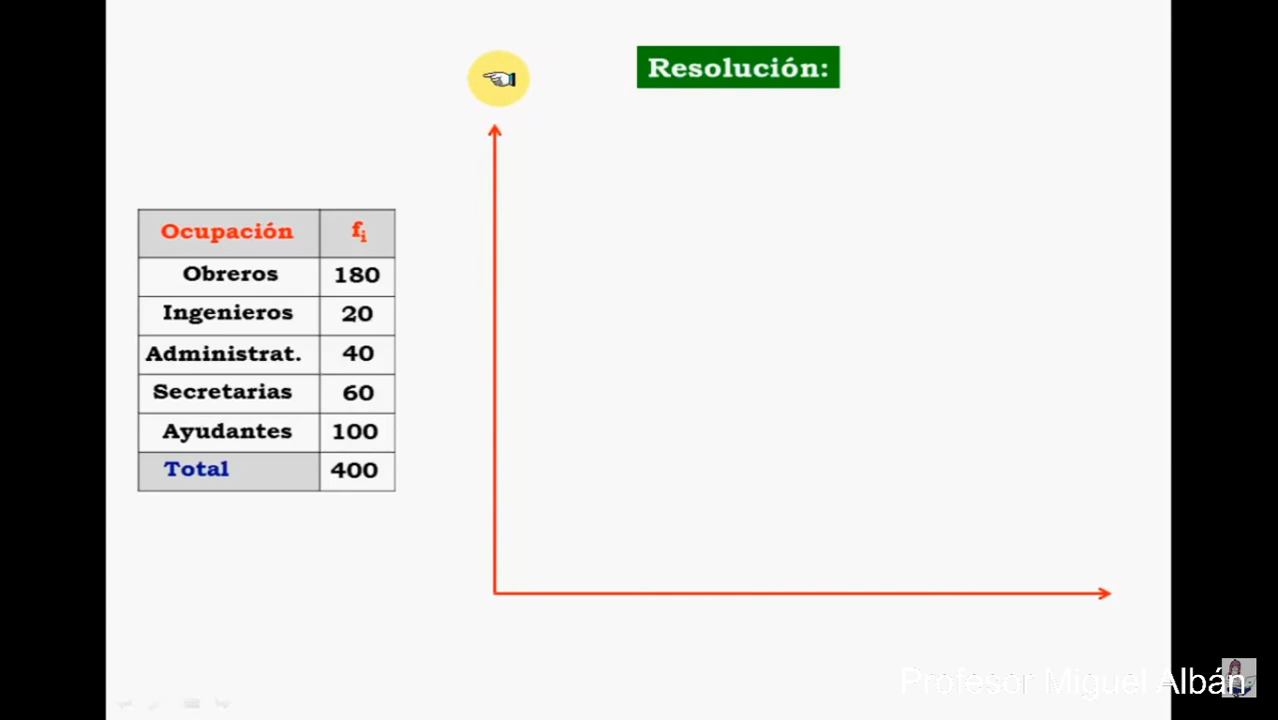 Resolución:
Ocupación fi
Obreros 180
Ingenieros 20
Administrat. 40
Secretarias 60
Ayudantes 100
Total 400
Profesor Miguel Albán